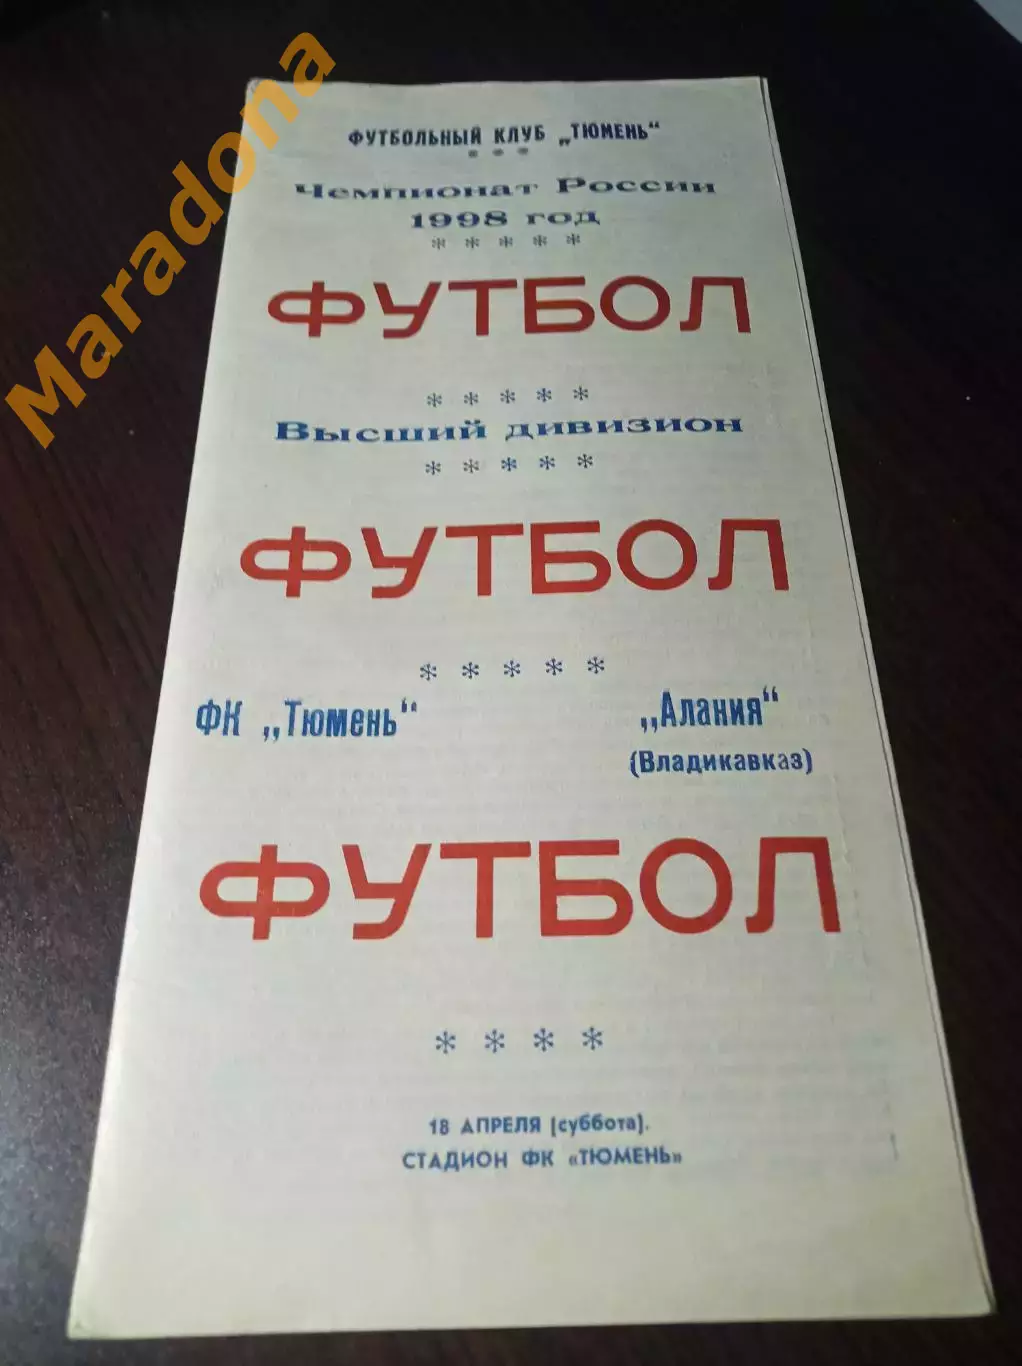 Maradona
ФУТБОЛЬНЫЙ КЛУБ „ТЮМЕНЬ“
* * *
Чемпионат России
1998 год
* * * * *
ФУТБОЛ
* * * * *
Высший дивизион
* * * * *
ФУТБОЛ
* * * * *
ФК „Тюмень“ „Алания“
(Владикавказ)
ФУТБОЛ
* * * *
18 АПРЕЛЯ (суббота).
СТАДИОН ФК «ТЮМЕНЬ»